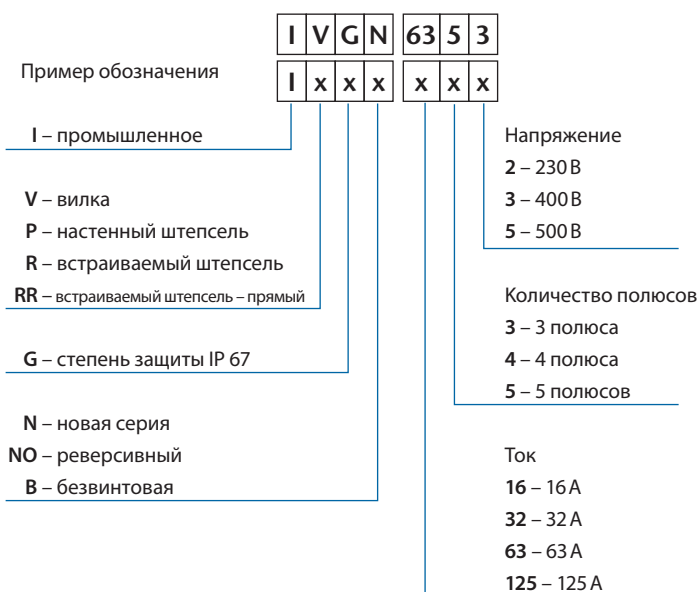 I V G N 63 5 3
Пример обозначения
I x x x x x x
I – промышленное
V – вилка
P – настенный штепсель
R – встраиваемый штепсель
RR – встраиваемый штепсель – прямый
G – степень защиты IP 67
N – новая серия
NO – реверсивный
B – безвинтовая
Напряжение
2 – 230 В
3 – 400 В
5 – 500 В
Количество полюсов
3 – 3 полюса
4 – 4 полюса
5 – 5 полюсов
Ток
16 – 16 А
32 – 32 А
63 – 63 А
125 – 125 А